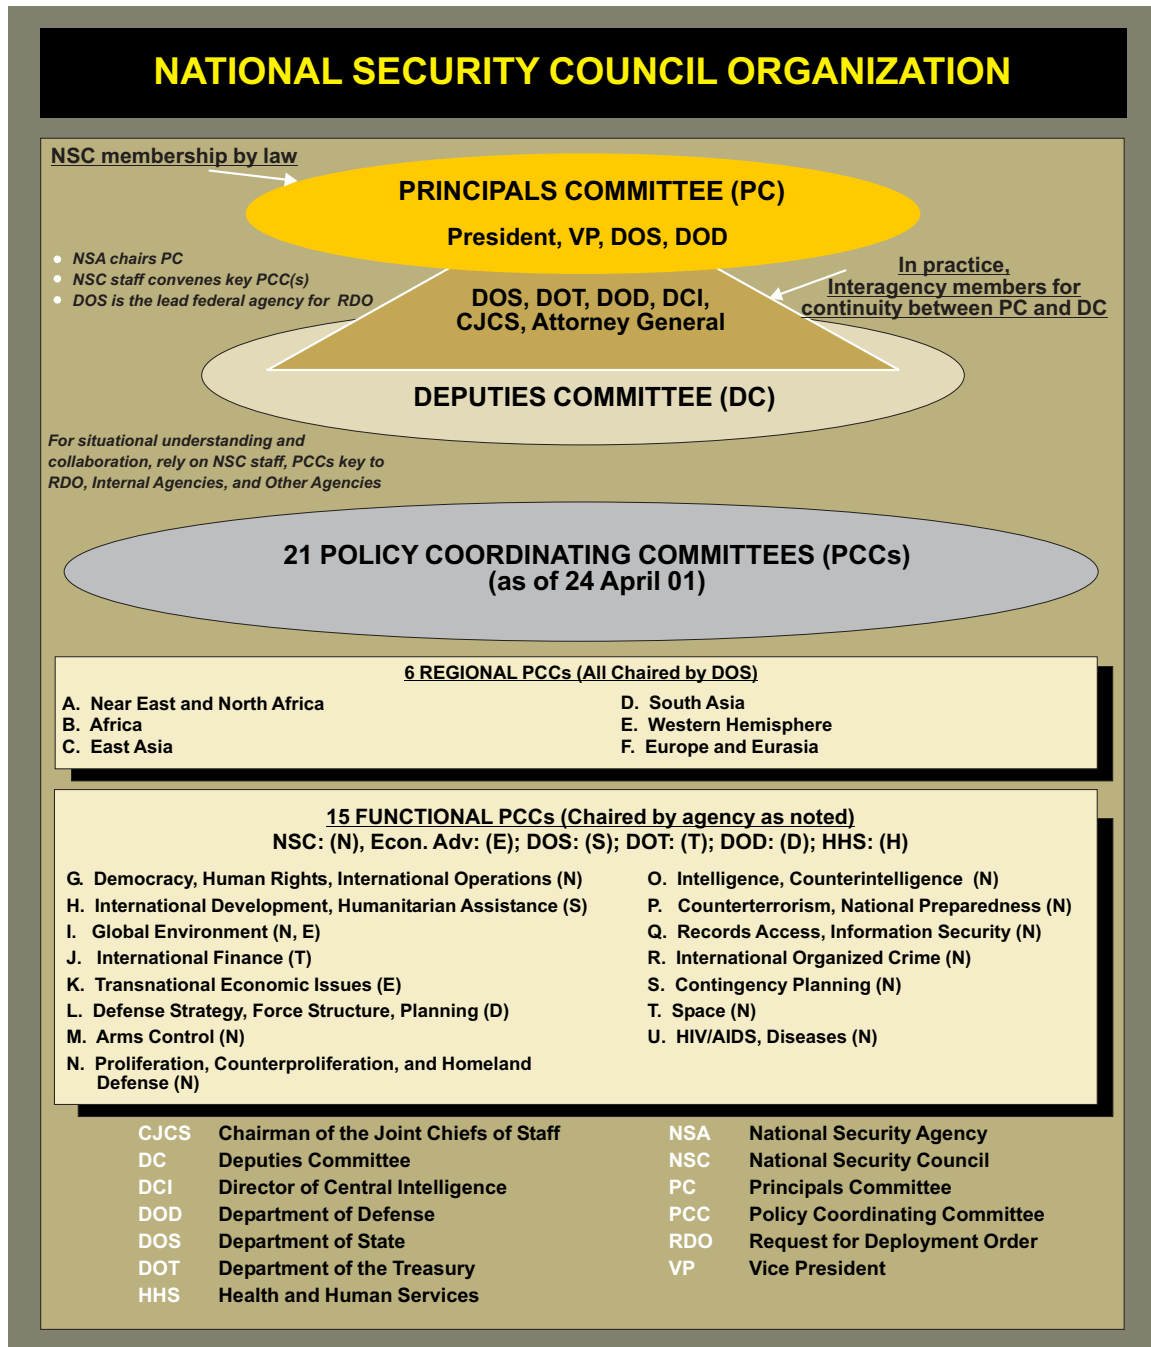 NATIONAL SECURITY COUNCIL ORGANIZATION
NSC membership by law
PRINCIPALS COMMITTEE (PC)
President, VP, DOS, DOD
NSA chairs PC
NSC staff convenes key PCC(s)
DOS is the lead federal agency for RDO
In practice,
Interagency members for
continuity between PC and DC
DOS, DOT, DOD, DCI,
CJCS, Attorney General
DEPUTIES COMMITTEE (DC)
For situational understanding and
collaboration, rely on NSC staff, PCCs key to
RDO, Internal Agencies, and Other Agencies
21 POLICY COORDINATING COMMITTEES (PCCs)
(as of 24 April 01)
6 REGIONAL PCCs (All Chaired by DOS)
A. Near East and North Africa
B. Africa
C. East Asia
D. South Asia
E. Western Hemisphere
F. Europe and Eurasia
15 FUNCTIONAL PCCs (Chaired by agency as noted)
NSC: (N), Econ. Adv: (E); DOS: (S); DOT: (T); DOD: (D); HHS: (H)
G. Democracy, Human Rights, International Operations (N)
H. International Development, Humanitarian Assistance (S)
I. Global Environment (N, E)
J. International Finance (T)
K. Transnational Economic Issues (E)
L. Defense Strategy, Force Structure, Planning (D)
M. Arms Control (N)
N. Proliferation, Counterproliferation, and Homeland
Defense (N)
O. Intelligence, Counterintelligence (N)
P. Counterterrorism, National Preparedness (N)
Q. Records Access, Information Security (N)
R. International Organized Crime (N)
S. Contingency Planning (N)
T. Space (N)
U. HIV/AIDS, Diseases (N)
CJCS Chairman of the Joint Chiefs of Staff
DC Deputies Committee
DCI Director of Central Intelligence
DOD Department of Defense
DOS Department of State
DOT Department of the Treasury
HHS Health and Human Services
NSA National Security Agency
NSC National Security Council
PC Principals Committee
PCC Policy Coordinating Committee
RDO Request for Deployment Order
VP Vice President